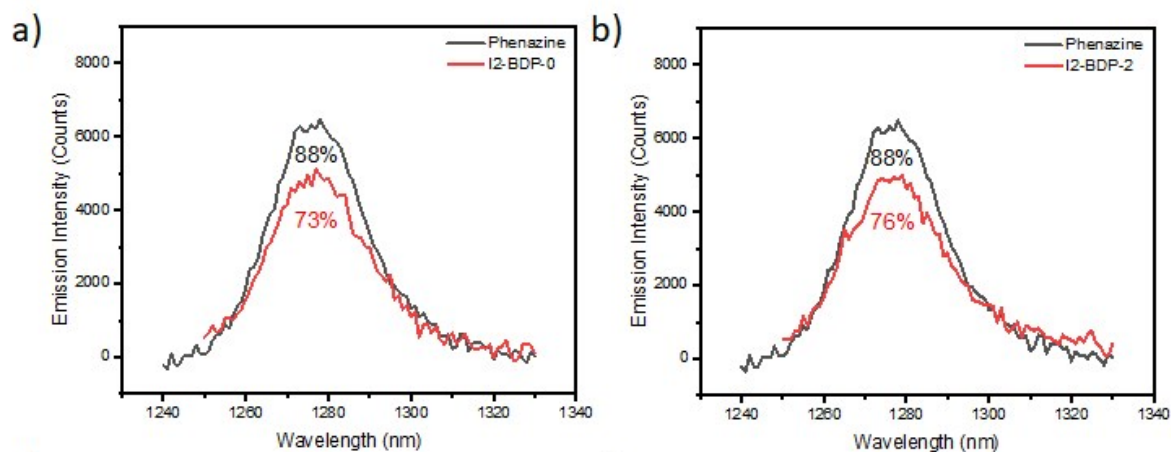 a)
Phenazine
I2-BDP-0
8000
6000
4000
2000
0
Emission Intensity (Counts)
88%
73%
1240
1260
1280
1300
1320
1340
Wavelength (nm)
b)
Phenazine
I2-BDP-2
8000
6000
4000
2000
0
Emission Intensity (Counts)
88%
76%
1240
1260
1280
1300
1320
1340
Wavelength (nm)